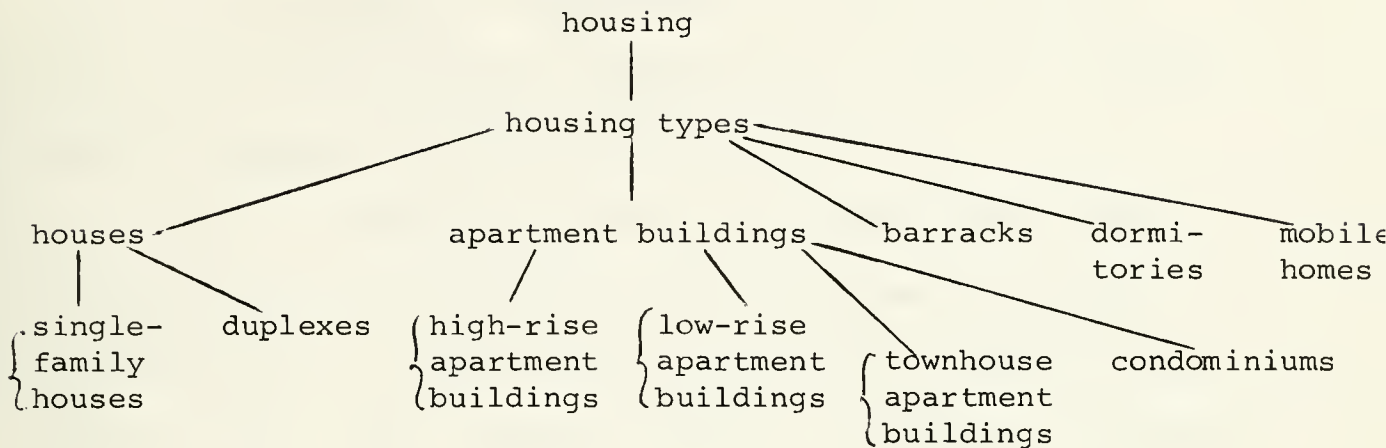 housing
housing types
houses apartment buildings barracks dormi- mobile
tories homes
single- duplexes high-rise low-rise
family apartment apartment townhouse condominiums
houses buildings buildings apartment
buildings